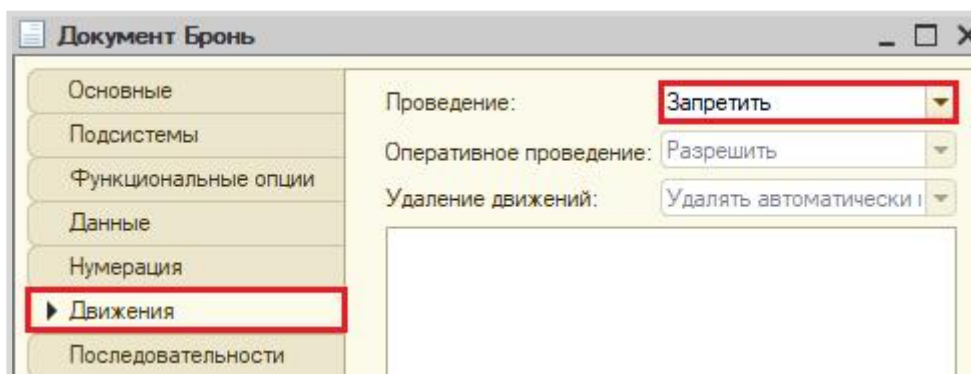 Документ Бронь
Основные
Подсистемы
Функциональные опции
Данные
Нумерация
Движения
Последовательности
Проведение: Запретить
Оперативное проведение: Разрешить
Удаление движений: Удалять автоматически